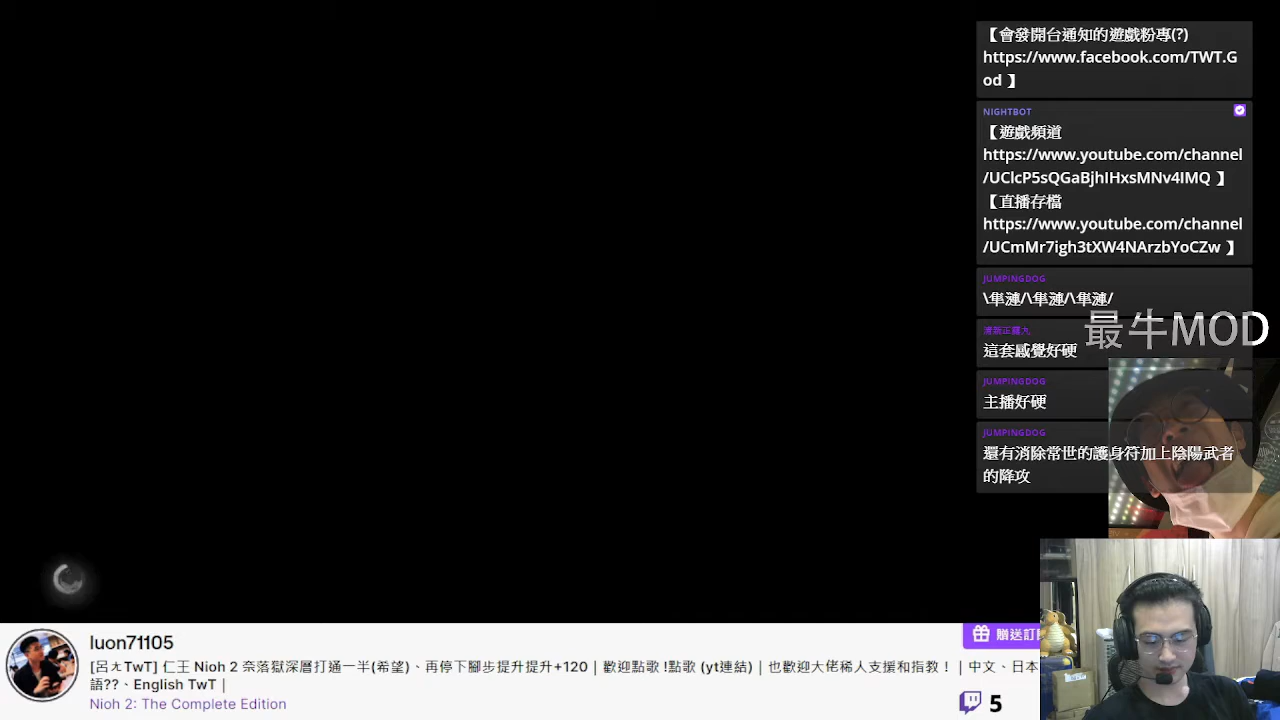 【會發開台通知的遊戲粉專(?)
https://www.facebook.com/TWT.G
od 】
NIGHTBOT
【遊戲頻道
https://www.youtube.com/channel
/UClcP5sQGaBjhIHxsMNv4IMQ 】
【直播存檔
https://www.youtube.com/channel
/UCmMr7igh3tXW4NArzbYoCZw 】
JUMPINGDOG
\隼漣/\隼漣/\隼漣/
最牛MOD
這套感覺好硬
JUMPINGDOG
主播好硬
JUMPINGDOG
還有消除常世的護身符加上陰陽武者
的降攻
luon71105
贈送訂
[呂ㄤTwT] 仁王 Nioh 2 奈落獄深層打通一半(希望)、再停下腳步提升提升+120｜歡迎點歌 !點歌 (yt連結)｜也歡迎大佬稀人支援和指教！｜中文、日本
語??、English TwT｜
Nioh 2: The Complete Edition
5